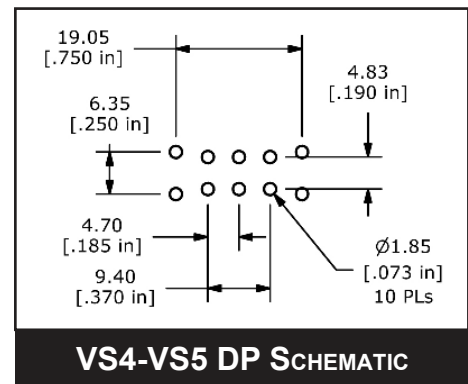 19.05
[.750 in]
4.83
[.190 in]
6.35
[.250 in]
4.70
[.185 in]
9.40
[.370 in]
Ø1.85
[.073 in]
10 PLs
VS4-VS5 DP SCHEMATIC